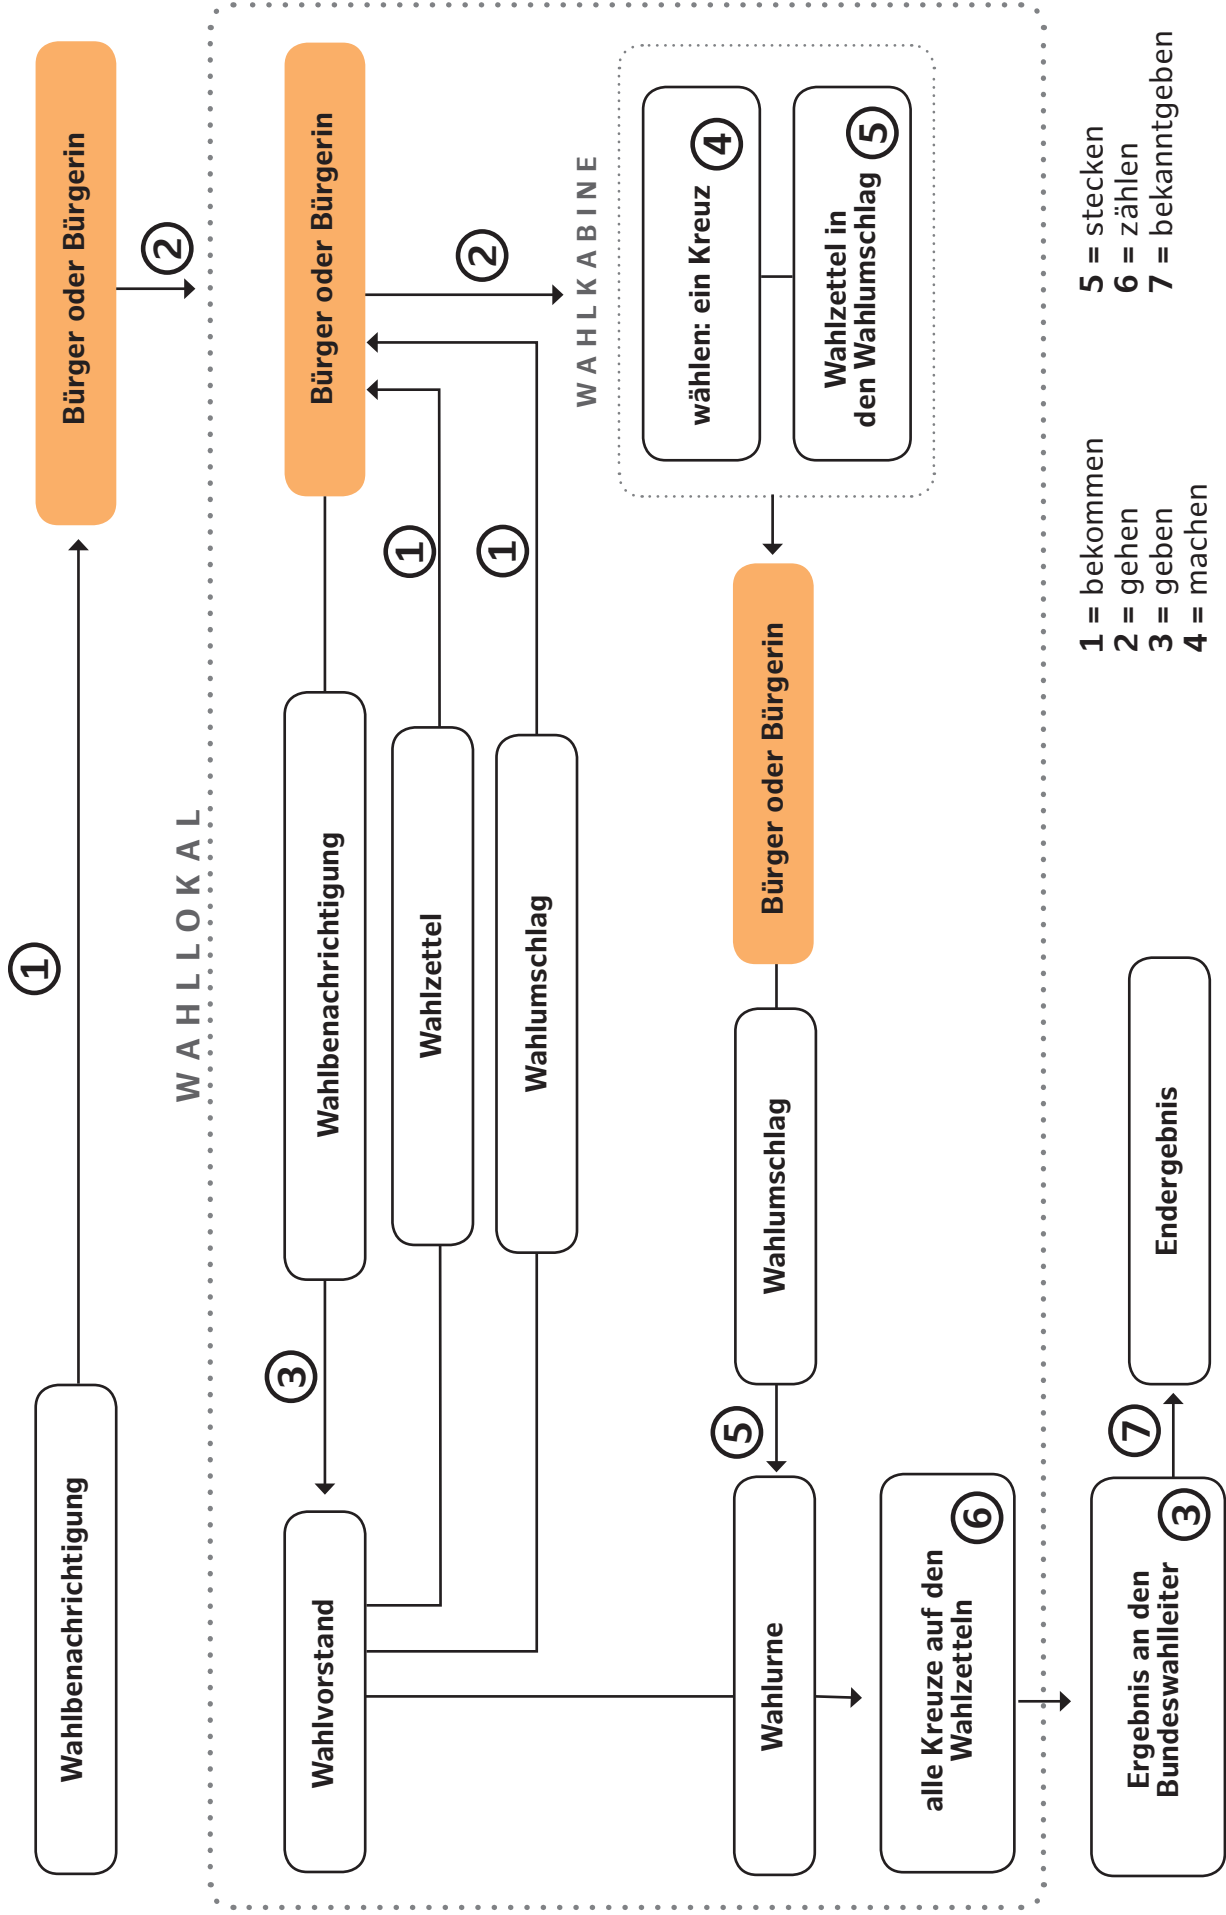 Wahlbenachrichtigung
1
Bürger oder Bürgerin
2
WAHLLOKAL
Wahlvorstand
3
Wahlbenachrichtigung
Bürger oder Bürgerin
Wahlzettel
1
Wahlumschlag
1
2
WAHLKABINE
wählen: ein Kreuz
4
Wahlzettel in
den Wahlumschlag
5
Bürger oder Bürgerin
Wahlumschlag
5
Wahlurne
alle Kreuze auf den
Wahlzetteln
6
Ergebnis an den
Bundeswahlleiter
3
7
Endergebnis
1 = bekommen
2 = gehen
3 = geben
4 = machen
5 = stecken
6 = zählen
7 = bekanntgeben